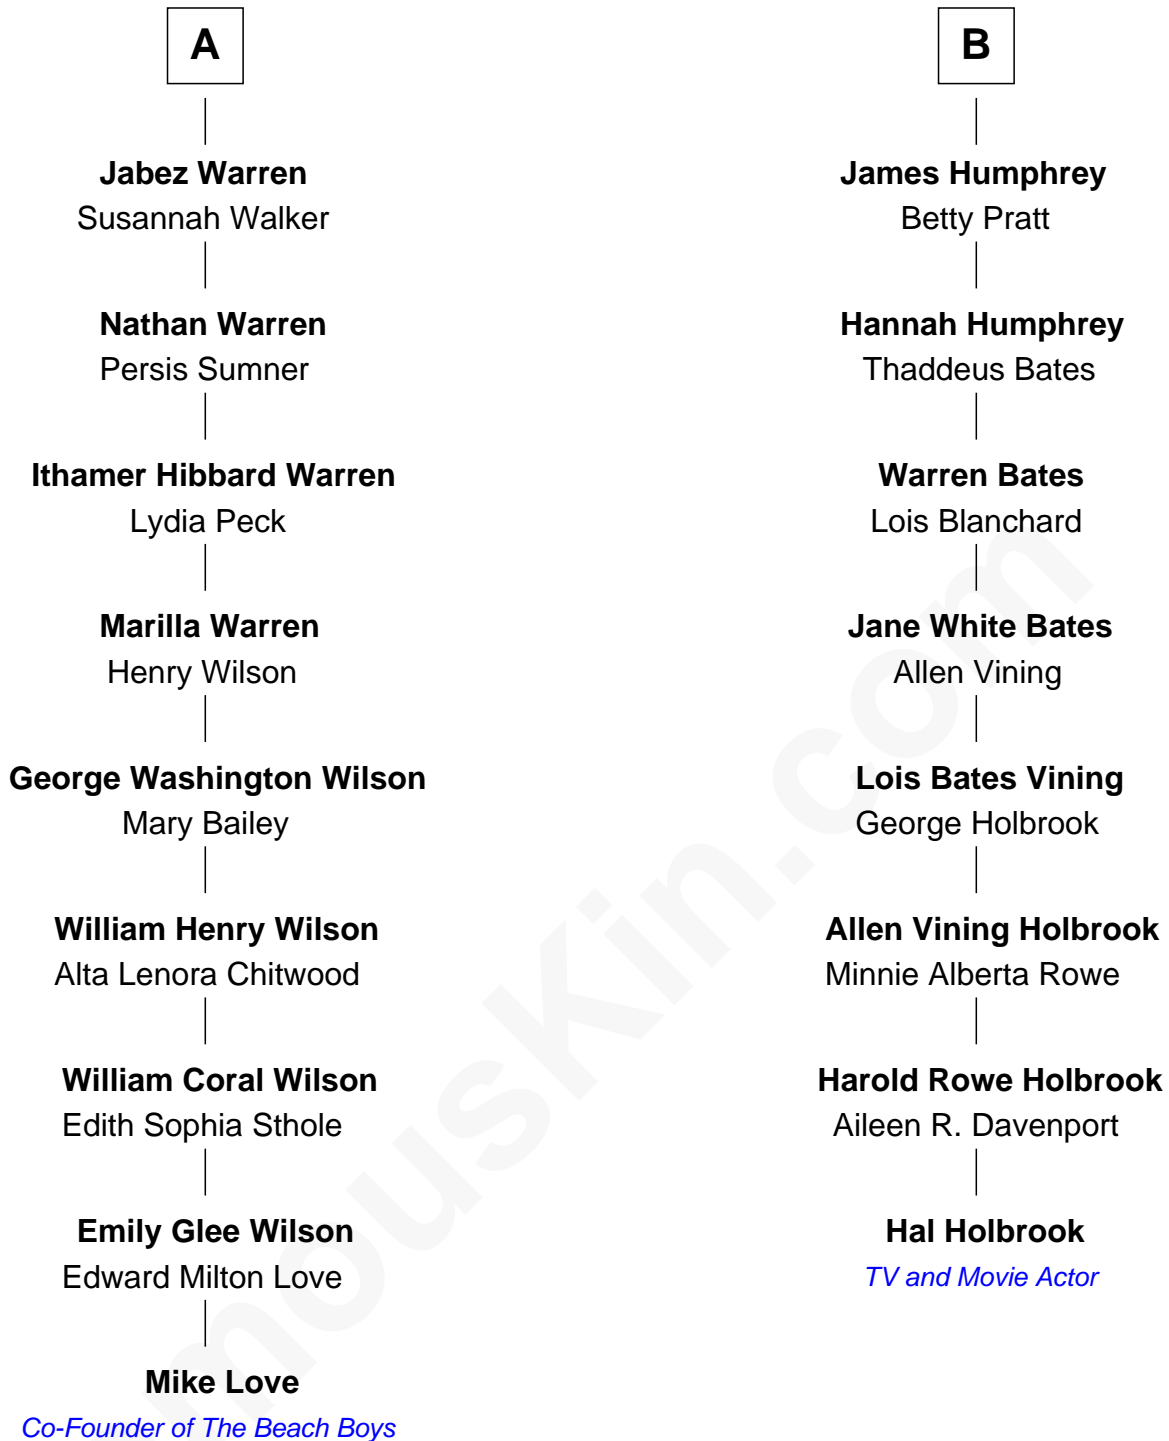 A
Jabez Warren
Susannah Walker
Nathan Warren
Persis Sumner
Ithamer Hibbard Warren
Lydia Peck
Marilla Warren
Henry Wilson
George Washington Wilson
Mary Bailey
William Henry Wilson
Alta Lenora Chitwood
William Coral Wilson
Edith Sophia Sthole
Emily Glee Wilson
Edward Milton Love
Mike Love
Co-Founder of The Beach Boys
B
James Humphrey
Betty Pratt
Hannah Humphrey
Thaddeus Bates
Warren Bates
Lois Blanchard
Jane White Bates
Allen Vining
Lois Bates Vining
George Holbrook
Allen Vining Holbrook
Minnie Alberta Rowe
Harold Rowe Holbrook
Aileen R. Davenport
Hal Holbrook
TV and Movie Actor
mousKin.com